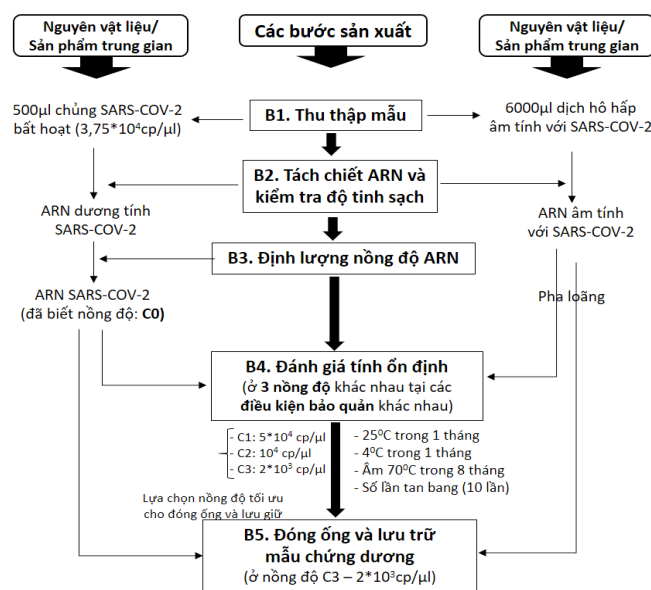 Nguyên vật liệu/
Sản phẩm trung gian
Các bước sản xuất
Nguyên vật liệu/
Sản phẩm trung gian
500µl chủng SARS-COV-2
bất hoạt (3,75*10⁴cp/µl)
B1. Thu thập mẫu
6000µl dịch hô hấp
âm tính với SARS-COV-2
B2. Tách chiết ARN và
kiểm tra độ tinh sạch
ARN dương tính
SARS-COV-2
ARN âm tính
với SARS-COV-2
B3. Định lượng nồng độ ARN
ARN SARS-COV-2
(đã biết nồng độ: C0)
Pha loãng
B4. Đánh giá tính ổn định
(ở 3 nồng độ khác nhau tại các
điều kiện bảo quản khác nhau)
- C1: 5*10⁴ cp/µl
- C2: 10⁴ cp/µl
- C3: 2*10³ cp/µl
- 25⁰C trong 1 tháng
- 4⁰C trong 1 tháng
- Âm 70⁰C trong 8 tháng
- Số lần tan bang (10 lần)
Lựa chọn nồng độ tối ưu
cho đóng ống và lưu giữ
B5. Đóng ống và lưu trữ
mẫu chứng dương
(ở nồng độ C3 – 2*10³cp/µl)